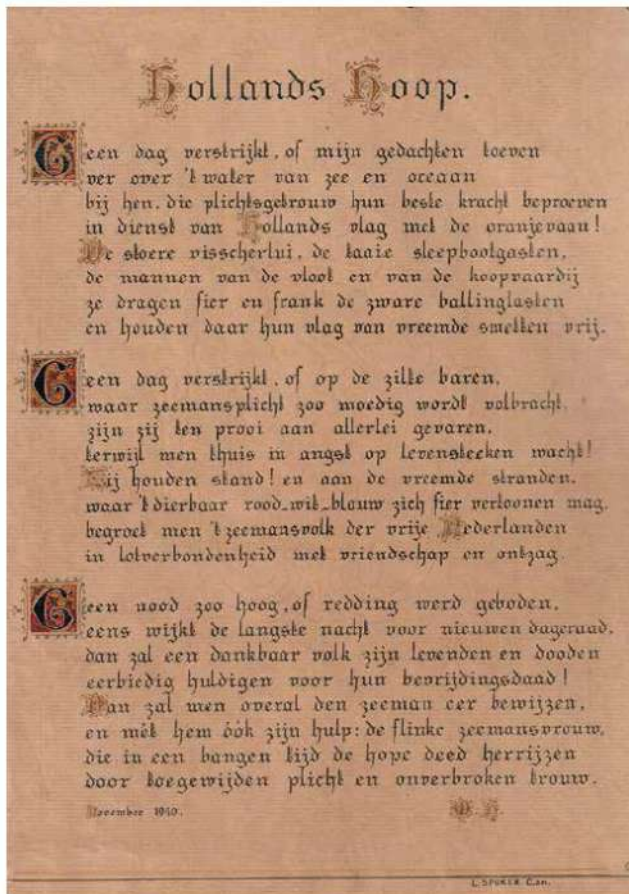 Hollands Hoop.
Geen dag verstrijkt, of mijn gedachten toeven
ver over 't water van zee en oceaan
bij hen, die plichtsgetrouw hun beste kracht beproeven
in dienst van Hollands vlag met de oranjevaan!
De stoere visscherlui, de taaie sleepbootgasten,
de mannen van de vloot en van de koopvaardij
ze dragen fier en frank de zware ballinglasten
en houden daar hun vlag van vreemde smetten vrij.
Geen dag verstrijkt, of op de zilte baren,
waar zeemansplicht zoo moedig wordt volbracht,
zijn zij ten prooi aan allerlei gevaren,
terwijl men thuis in angst op levensteeken wacht!
Zij houden stand! en aan de vreemde stranden,
waar 't dierbaar rood-wit-blauw zich fier vertoonen mag,
begroet men 't zeemansvolk der vrije Nederlanden
in lotverbondenheid met vriendschap en ontzag.
Geen nood zoo hoog, of redding werd geboden,
eens wijkt de langste nacht voor nieuwen dageraad,
dan zal een dankbaar volk zijn levenden en dooden
eerbiedig huldigen voor hun bevrijdingsdaad!
Dan zal men overal den zeeman eer bewijzen,
en mét hem óók zijn hulp: de flinke zeemansvrouw,
die in een bangen tijd de hope deed herrijzen
door toegewijden plicht en onverbroken trouw.
November 1940.
L. SPIJKER C.zn.